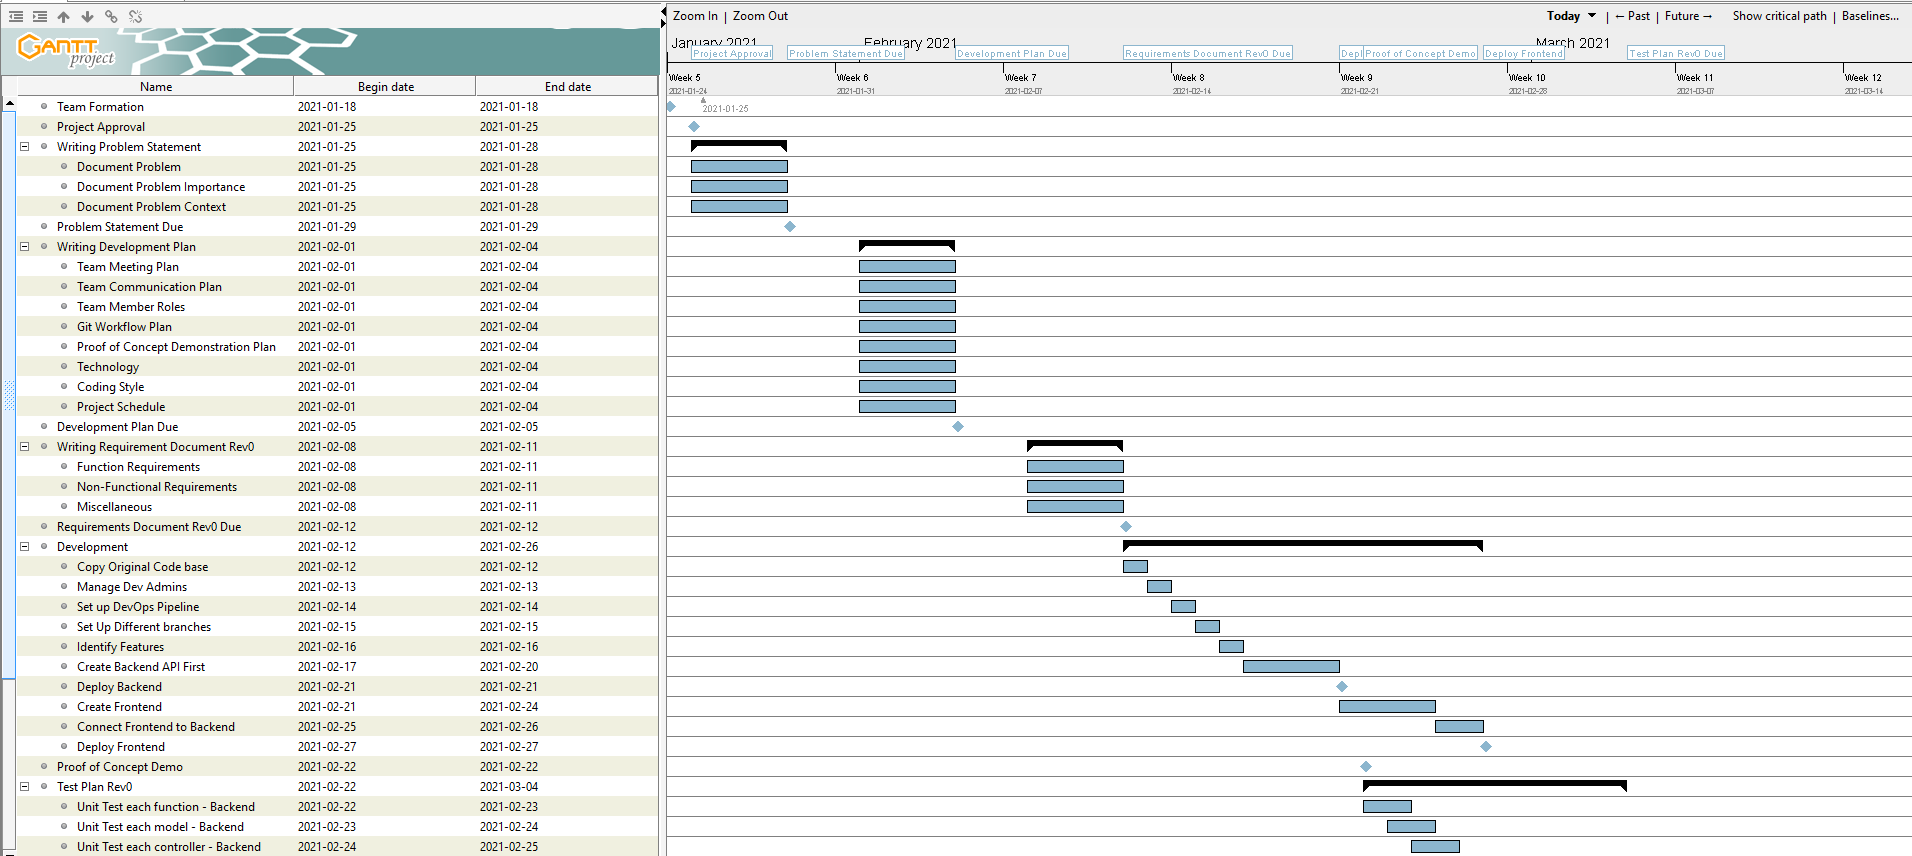 Zoom In | Zoom Out
Today ▼ | ← Past | Future → Show critical path | Baselines...
GANTT project
January 2021 February 2021 March 2021
Project Approval Problem Statement Due Development Plan Due Requirements Document Rev0 Due Depl Proof of Concept Demo Deploy Frontend Test Plan Rev0 Due
Name Begin date End date
Week 5 Week 6 Week 7 Week 8 Week 9 Week 10 Week 11 Week 12
2021-01-24 2021-01-31 2021-02-07 2021-02-14 2021-02-21 2021-02-28 2021-03-07 2021-03-14
2021-01-25
Team Formation 2021-01-18 2021-01-18
Project Approval 2021-01-25 2021-01-25
Writing Problem Statement 2021-01-25 2021-01-28
Document Problem 2021-01-25 2021-01-28
Document Problem Importance 2021-01-25 2021-01-28
Document Problem Context 2021-01-25 2021-01-28
Problem Statement Due 2021-01-29 2021-01-29
Writing Development Plan 2021-02-01 2021-02-04
Team Meeting Plan 2021-02-01 2021-02-04
Team Communication Plan 2021-02-01 2021-02-04
Team Member Roles 2021-02-01 2021-02-04
Git Workflow Plan 2021-02-01 2021-02-04
Proof of Concept Demonstration Plan 2021-02-01 2021-02-04
Technology 2021-02-01 2021-02-04
Coding Style 2021-02-01 2021-02-04
Project Schedule 2021-02-01 2021-02-04
Development Plan Due 2021-02-05 2021-02-05
Writing Requirement Document Rev0 2021-02-08 2021-02-11
Function Requirements 2021-02-08 2021-02-11
Non-Functional Requirements 2021-02-08 2021-02-11
Miscellaneous 2021-02-08 2021-02-11
Requirements Document Rev0 Due 2021-02-12 2021-02-12
Development 2021-02-12 2021-02-26
Copy Original Code base 2021-02-12 2021-02-12
Manage Dev Admins 2021-02-13 2021-02-13
Set up DevOps Pipeline 2021-02-14 2021-02-14
Set Up Different branches 2021-02-15 2021-02-15
Identify Features 2021-02-16 2021-02-16
Create Backend API First 2021-02-17 2021-02-20
Deploy Backend 2021-02-21 2021-02-21
Create Frontend 2021-02-21 2021-02-24
Connect Frontend to Backend 2021-02-25 2021-02-26
Deploy Frontend 2021-02-27 2021-02-27
Proof of Concept Demo 2021-02-22 2021-02-22
Test Plan Rev0 2021-02-22 2021-03-04
Unit Test each function - Backend 2021-02-22 2021-02-23
Unit Test each model - Backend 2021-02-23 2021-02-24
Unit Test each controller - Backend 2021-02-24 2021-02-25